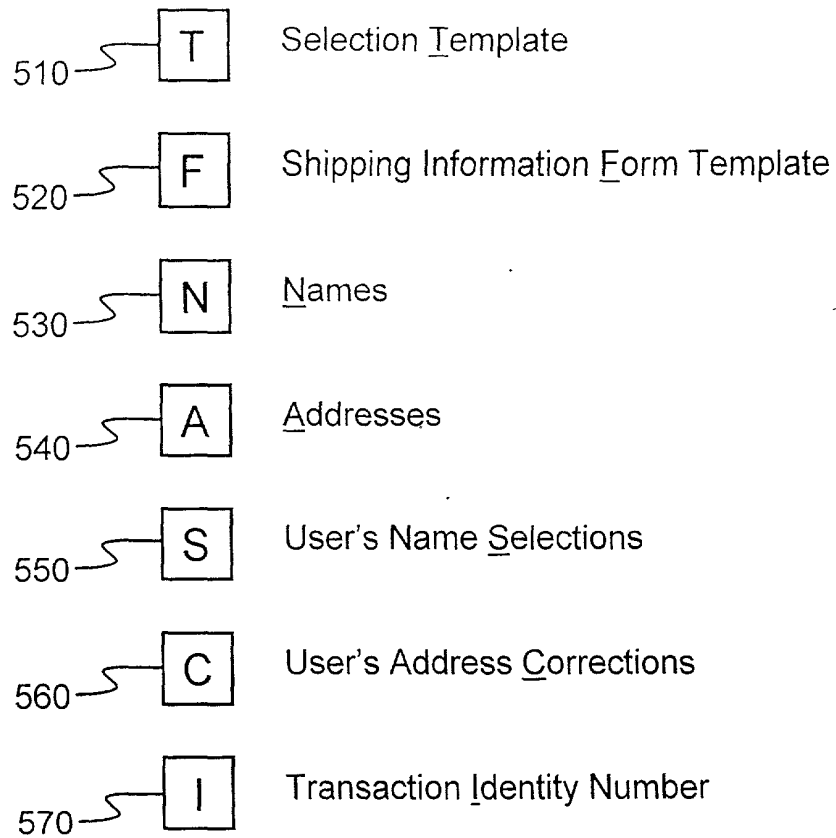 T Selection Template
510
F Shipping Information Form Template
520
N Names
530
A Addresses
540
S User's Name Selections
550
C User's Address Corrections
560
I Transaction Identity Number
570